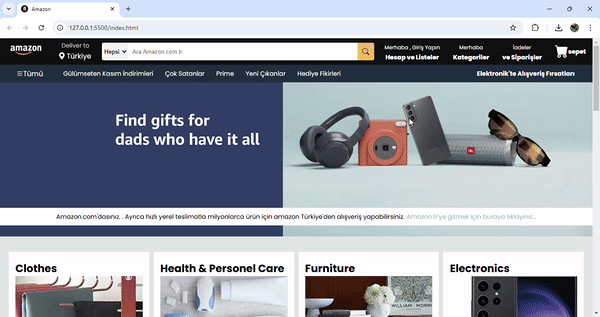 Amazon
127.0.0.1:5500/index.html
amazon
Deliver to
Türkiye
Hepsi
Ara Amazon.com tr
Merhaba , Giriş Yapın
Hesap ve Listeler
Merhaba
Kategoriler
İadeler
ve Siparişler
sepet
Tümü
Gülümseten Kasım İndirimleri
Çok Satanlar
Prime
Yeni Çıkanlar
Hediye Fikirleri
Elektronik'te Alışveriş Fırsatları
Find gifts for
dads who have it all
JBL
Amazon.com'dasınız. . Ayrıca hızlı yerel teslimatla milyonlarca ürün için amazon Türkiye'den alışveriş yapabilirsiniz. Amazon.tr'ye gitmek için buraya tıklayına...
Clothes
Health & Personel Care
Furniture
Electronics
WILLIAM
MORRIS